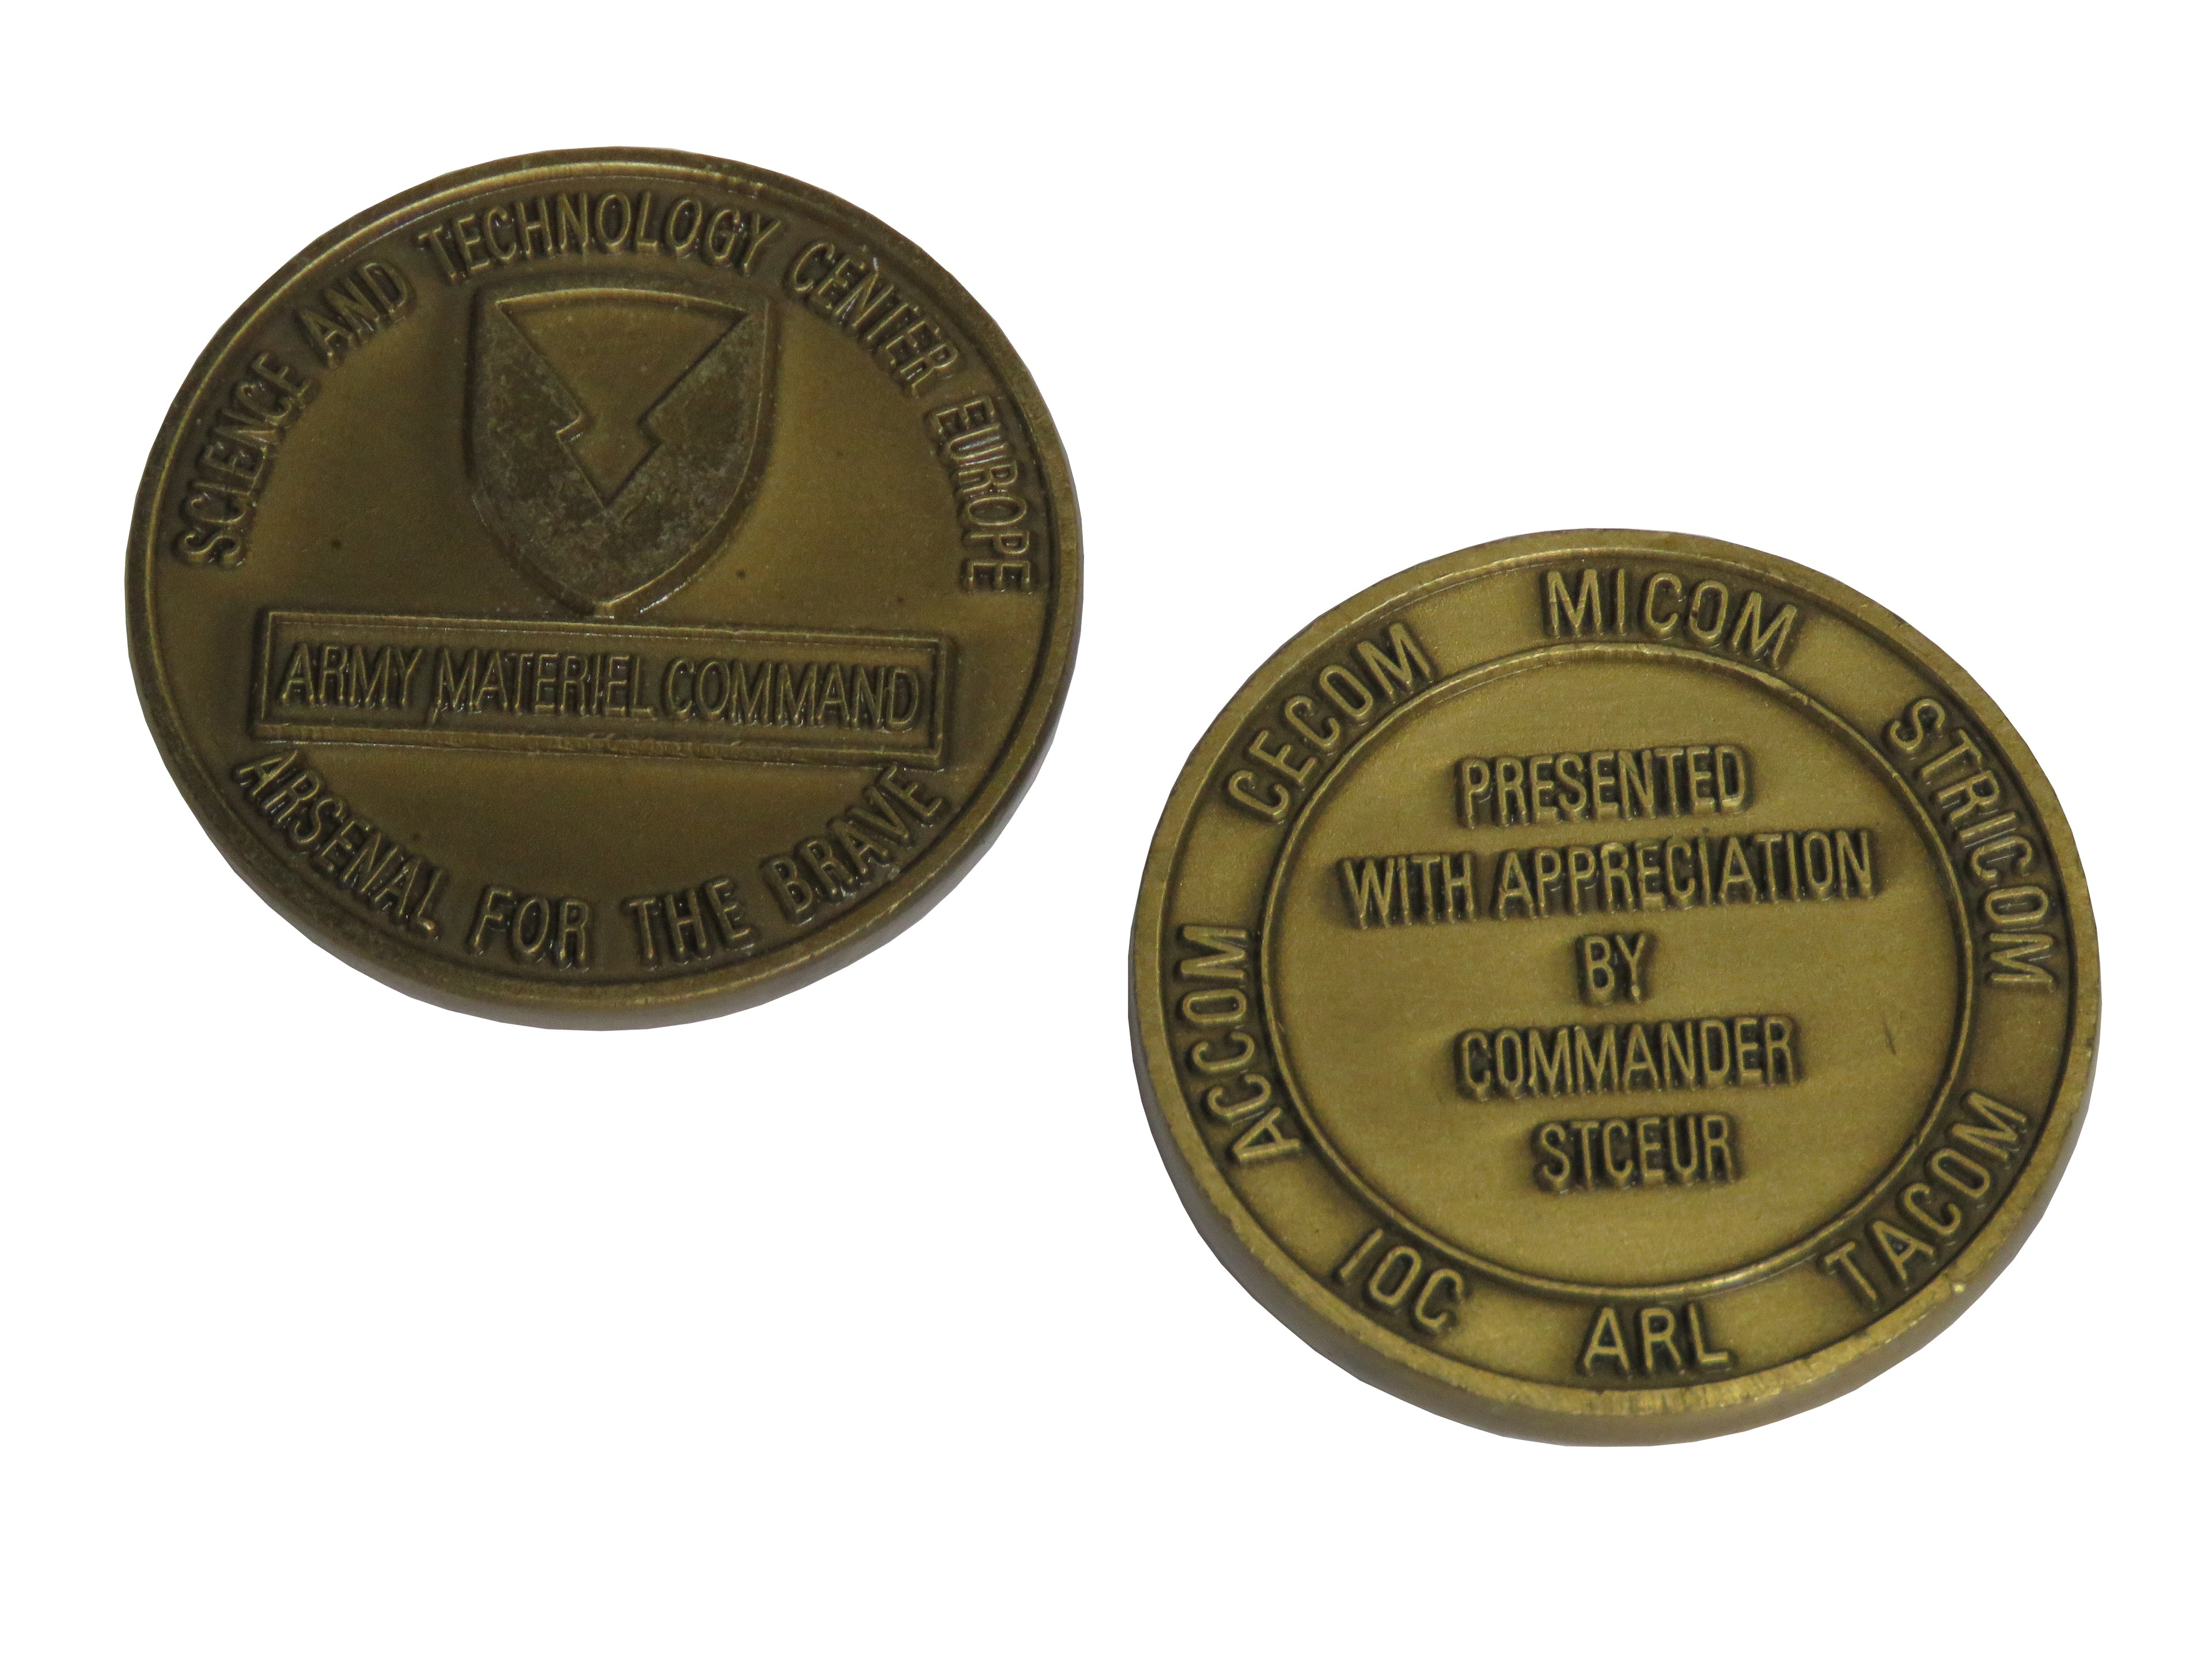 SCIENCE AND TECHNOLOGY CENTER EUROPE
ARMY MATERIEL COMMAND
ARSENAL FOR THE BRAVE
MICOM
STRICOM
TACOM
ARL
IOC
ACCOM
CECOM
PRESENTED
WITH APPRECIATION
BY
COMMANDER
STCEUR